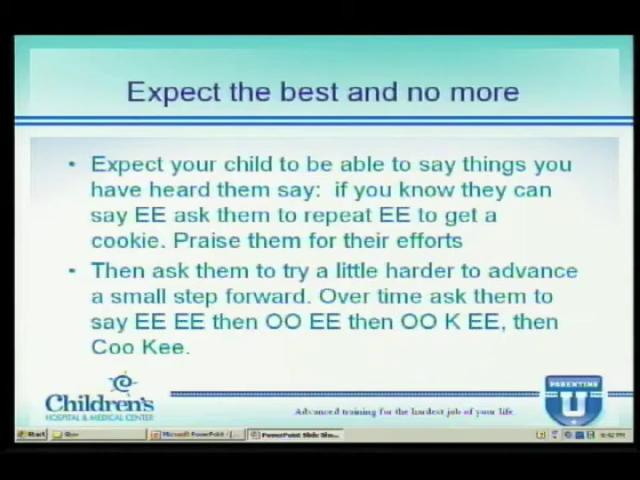 Expect the best and no more
• Expect your child to be able to say things you
have heard them say: if you know they can
say EE ask them to repeat EE to get a
cookie. Praise them for their efforts
• Then ask them to try a little harder to advance
a small step forward. Over time ask them to
say EE EE then OO EE then OO K EE, then
Coo Kee.
Children's
HOSPITAL & MEDICAL CENTER
Advanced training for the hardest job of your life.
PARENTING
U
Start
Microsoft PowerPoint - [...
PowerPoint Slide Sho...